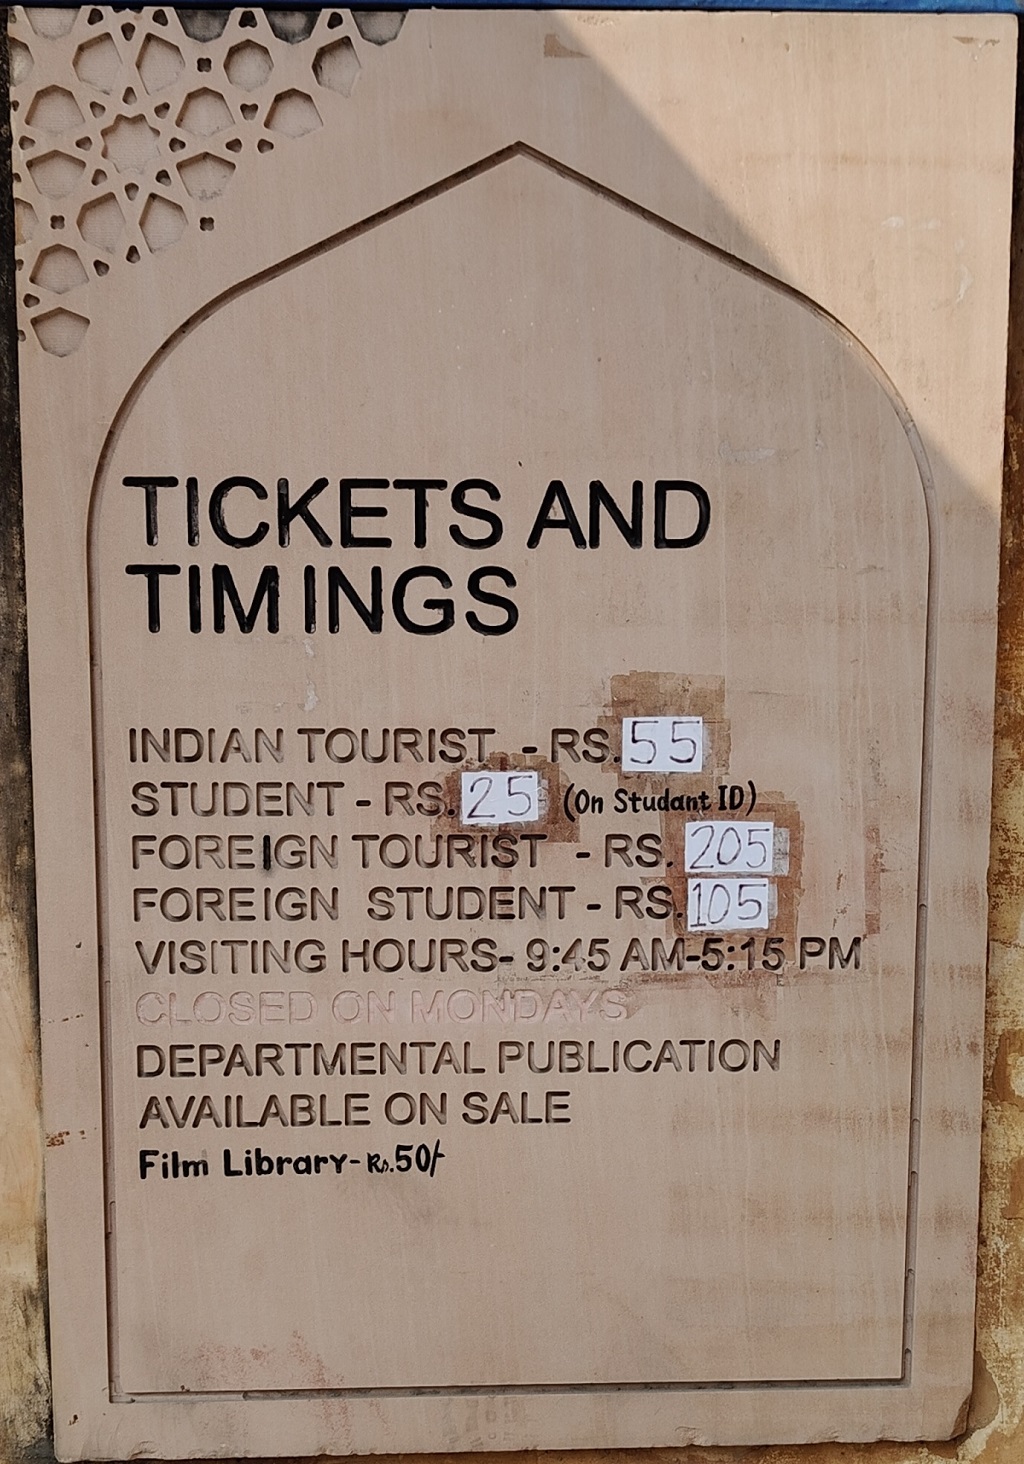 TICKETS AND
TIMINGS
INDIAN TOURIST - RS. 55
STUDENT - RS. 25 (On Studant ID)
FOREIGN TOURIST - RS. 205
FOREIGN STUDENT - RS. 105
VISITING HOURS- 9:45 AM-5:15 PM
CLOSED ON MONDAYS
DEPARTMENTAL PUBLICATION
AVAILABLE ON SALE
Film Library- Rs.50/-